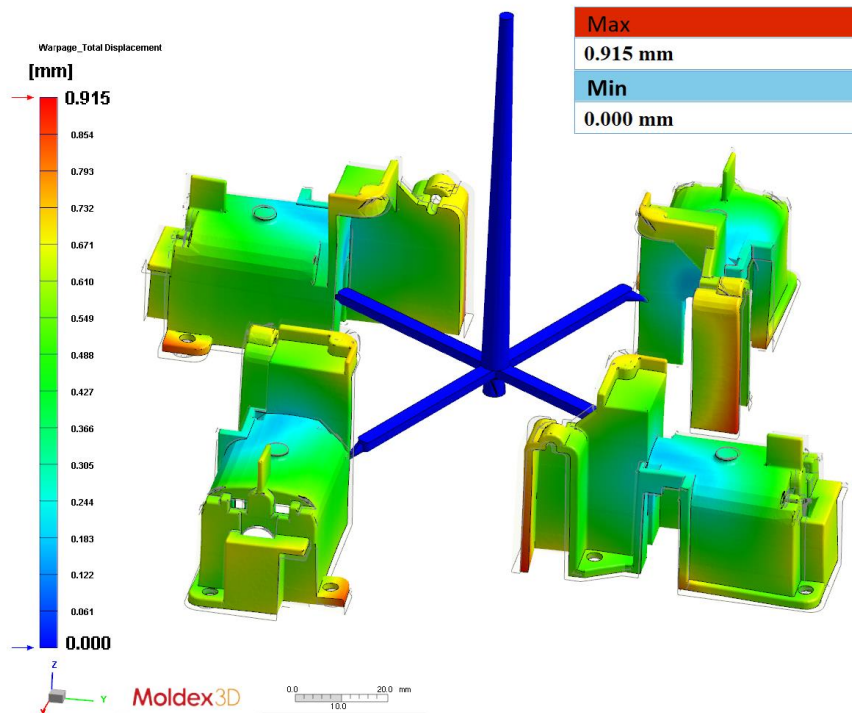 Warpage_Total Displacement
[mm]
0.915
0.854
0.793
0.732
0.671
0.610
0.549
0.488
0.427
0.366
0.305
0.244
0.183
0.122
0.061
0.000
Max
0.915 mm
Min
0.000 mm
Z
Y
X
Moldex3D
0.0 20.0 mm
10.0